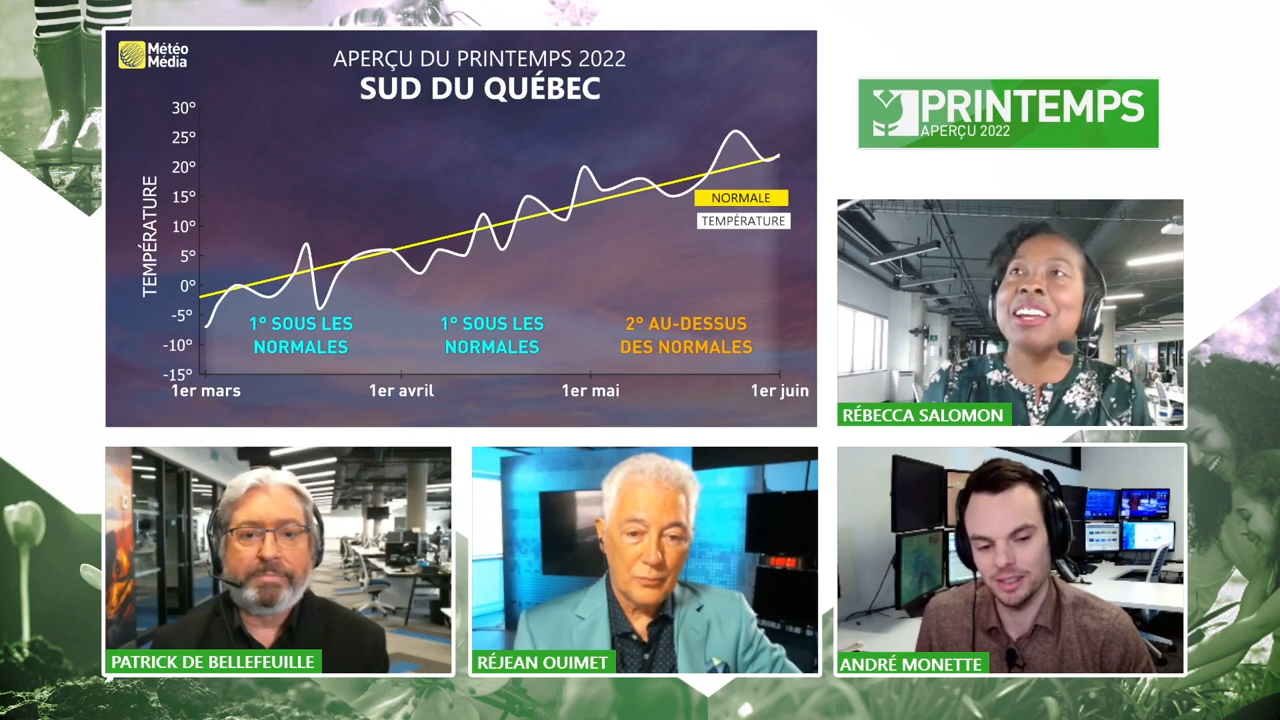 Météo
Média
APERÇU DU PRINTEMPS 2022
SUD DU QUÉBEC
TEMPÉRATURE
30°
25°
20°
15°
10°
5°
0°
-5°
-10°
-15°
NORMALE
TEMPÉRATURE
1° SOUS LES
NORMALES
1° SOUS LES
NORMALES
2° AU-DESSUS
DES NORMALES
1er mars
1er avril
1er mai
1er juin
PRINTEMPS
APERÇU 2022
RÉBECCA SALOMON
PATRICK DE BELLEFEUILLE
RÉJEAN OUIMET
ANDRÉ MONETTE